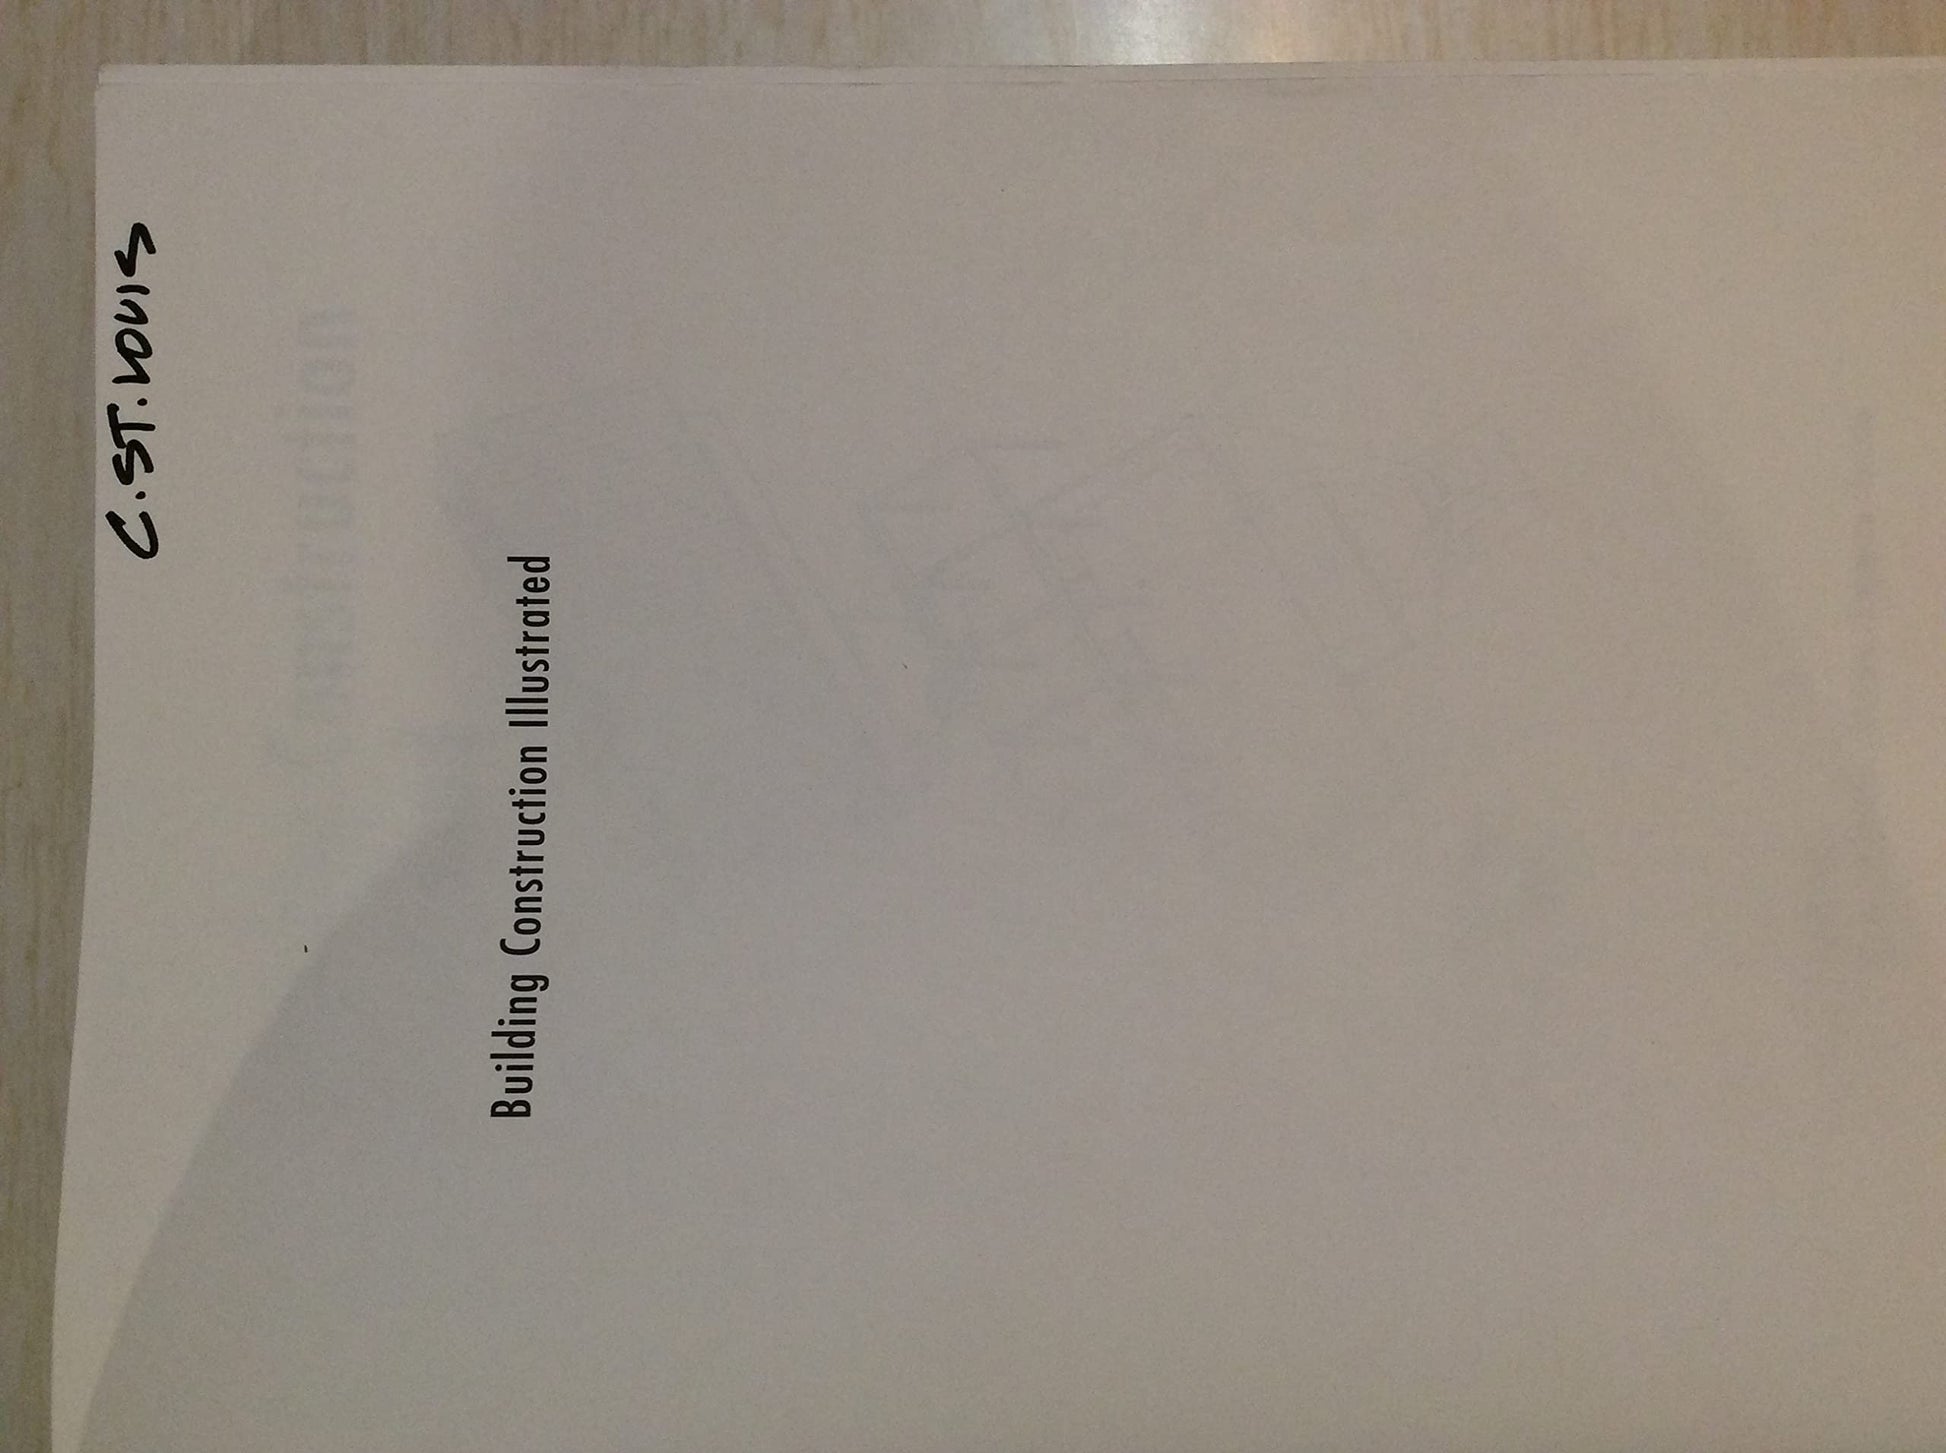 C. ST. LOUIS
Building Construction Illustrated